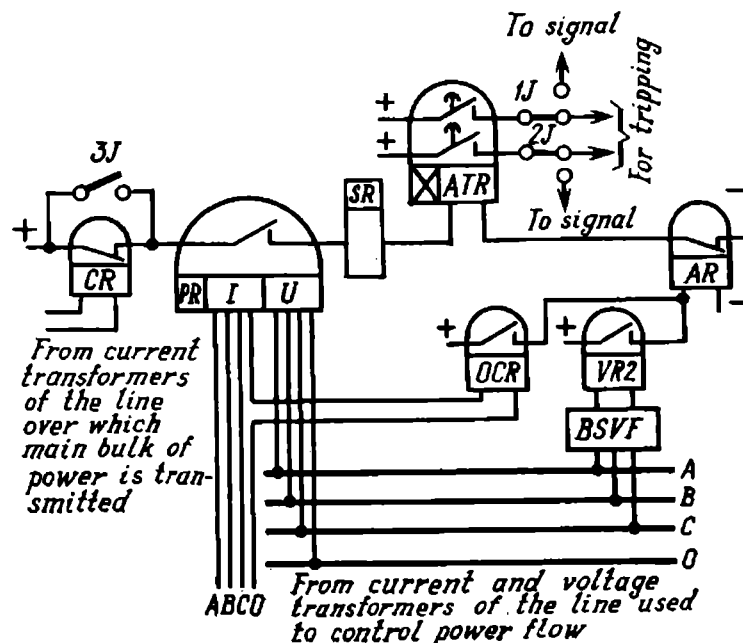 To signal
+
1J
2J
+
For tripping
3J
ATR
SR
To signal
+
CR
PR I U
AR
−
−
From current
transformers
of the line
over which
main bulk of
power is tran-
smitted
+
OCR
+
VR2
BSVF
A
B
C
O
ABCO
From current and voltage
transformers of the line used
to control power flow